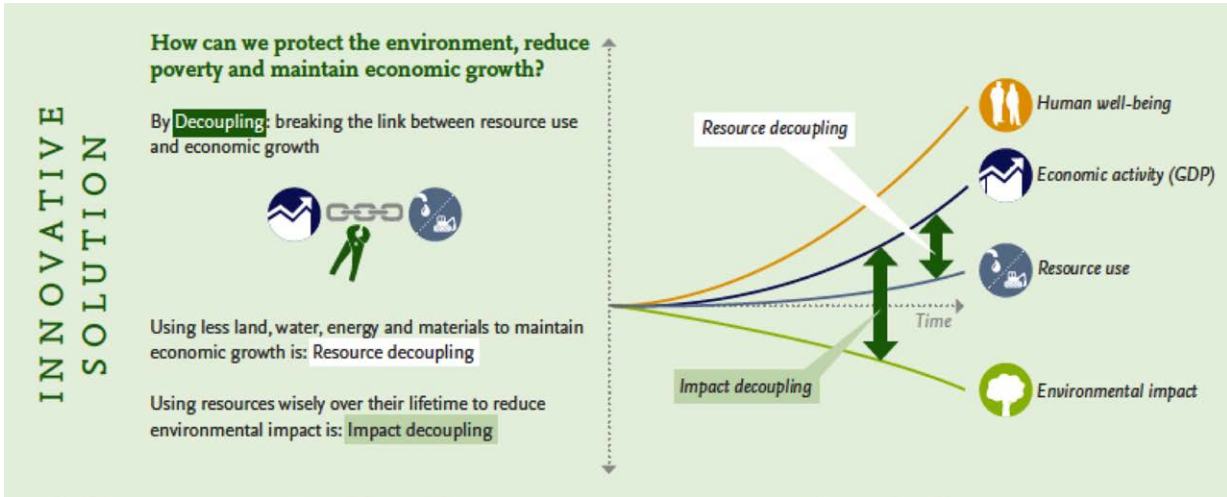 INNOVATIVE
SOLUTION
How can we protect the environment, reduce
poverty and maintain economic growth?
By Decoupling: breaking the link between resource use
and economic growth
Using less land, water, energy and materials to maintain
economic growth is: Resource decoupling
Using resources wisely over their lifetime to reduce
environmental impact is: Impact decoupling
Resource decoupling
Impact decoupling
Time
Human well-being
Economic activity (GDP)
Resource use
Environmental impact